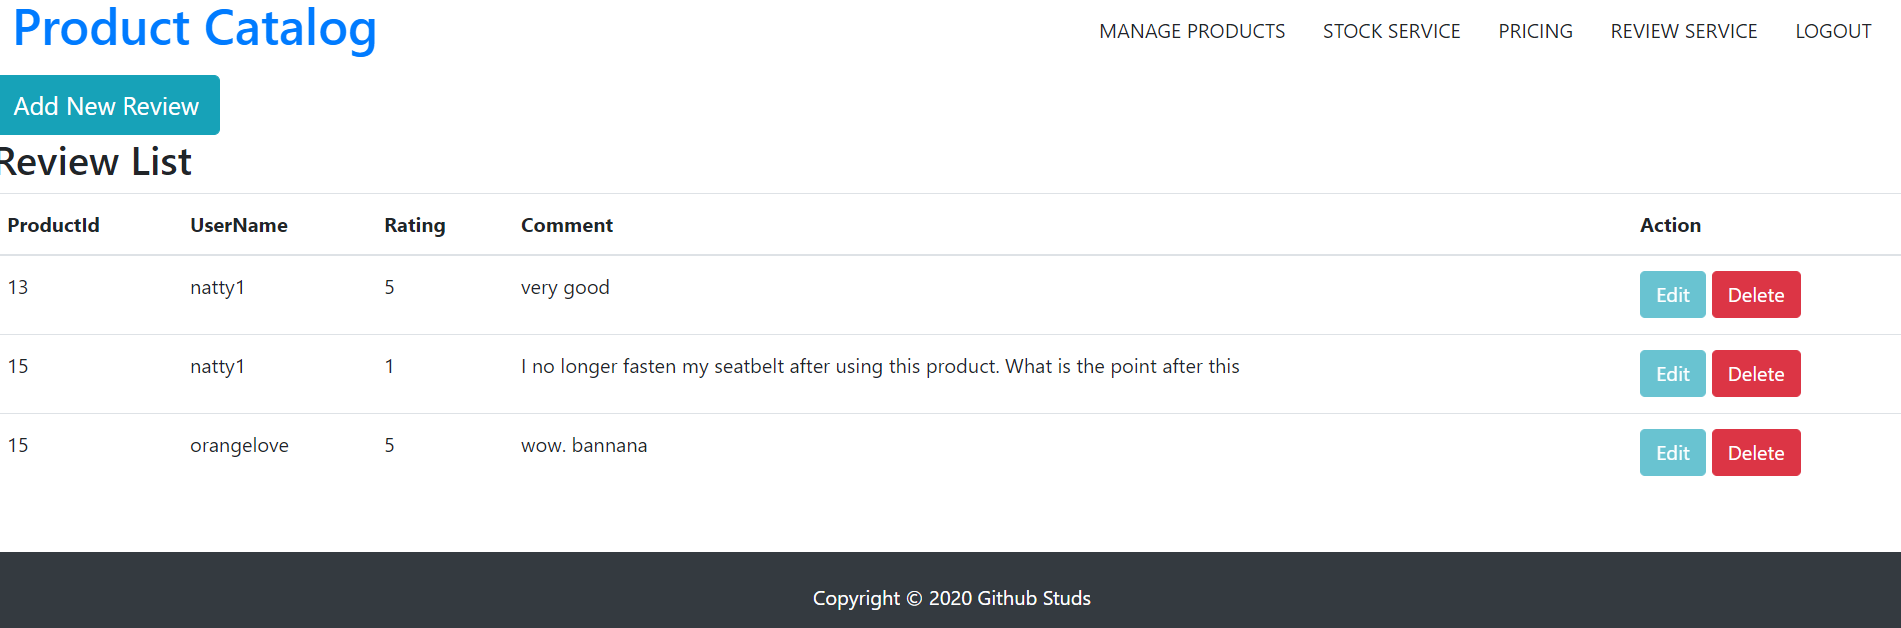 Product Catalog MANAGE PRODUCTS STOCK SERVICE PRICING REVIEW SERVICE LOGOUT
Add New Review
Review List
ProductId UserName Rating Comment Action
13 natty1 5 very good Edit Delete
15 natty1 1 I no longer fasten my seatbelt after using this product. What is the point after this Edit Delete
15 orangelove 5 wow. bannana Edit Delete
Copyright © 2020 Github Studs